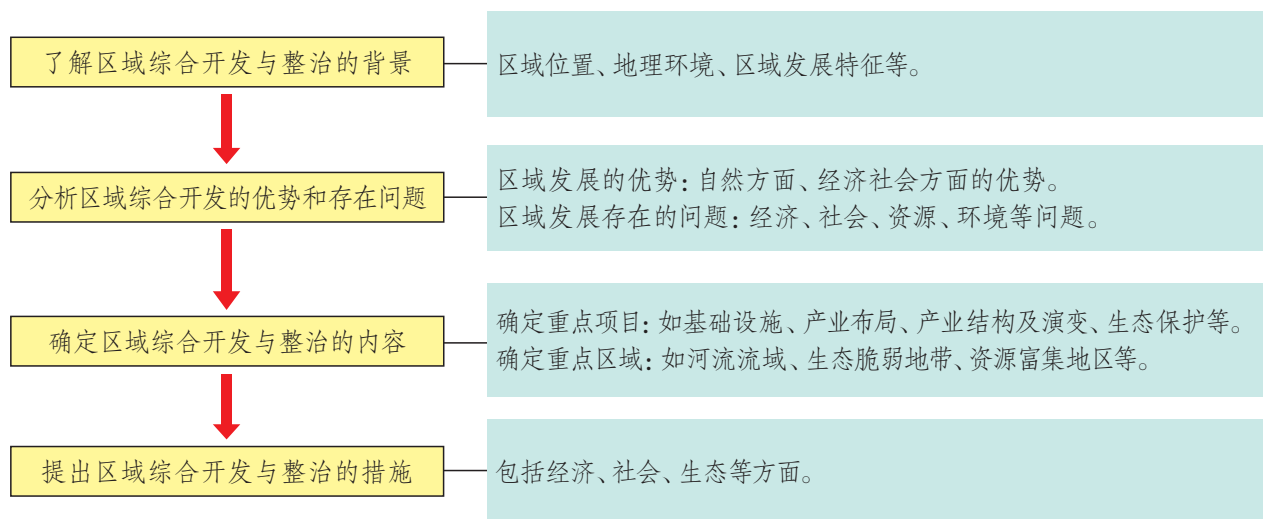 了解区域综合开发与整治的背景
区域位置、地理环境、区域发展特征等。
分析区域综合开发的优势和存在问题
区域发展的优势：自然方面、经济社会方面的优势。
区域发展存在的问题：经济、社会、资源、环境等问题。
确定区域综合开发与整治的内容
确定重点项目：如基础设施、产业布局、产业结构及演变、生态保护等。
确定重点区域：如河流流域、生态脆弱地带、资源富集地区等。
提出区域综合开发与整治的措施
包括经济、社会、生态等方面。